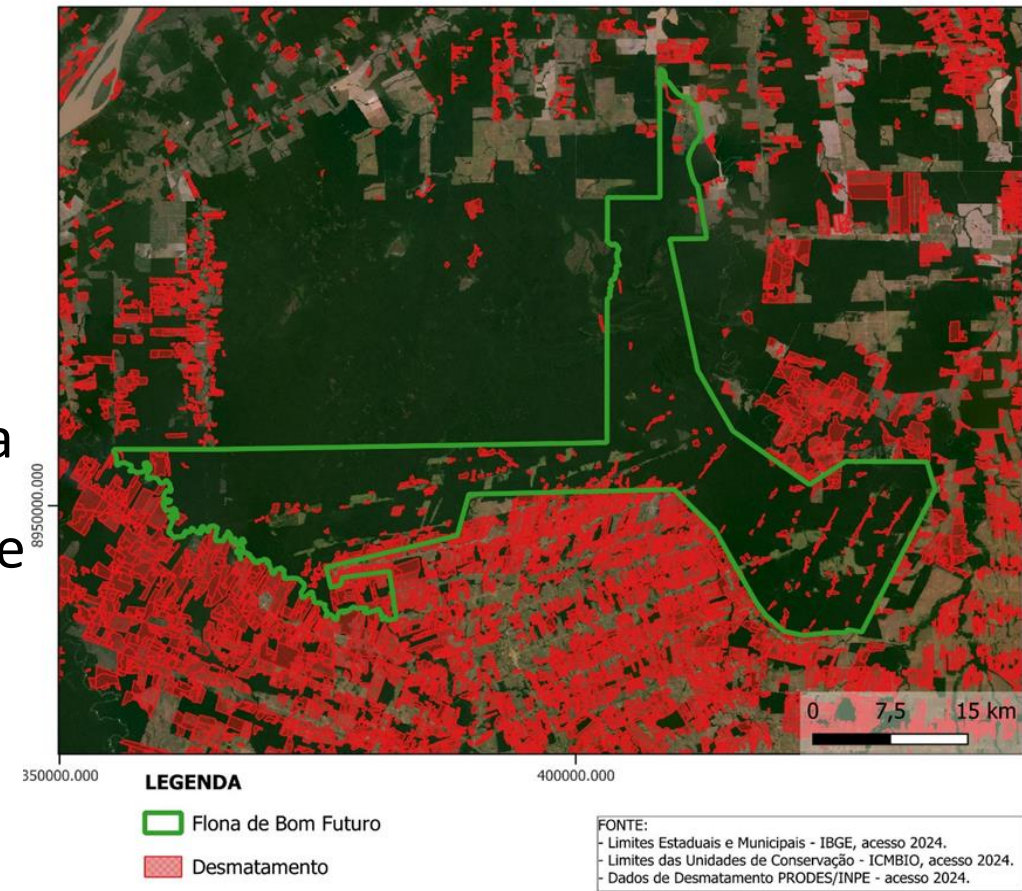 a
e
8950000.000
0 7,5 15 km
350000.000
400000.000
LEGENDA
Flona de Bom Futuro
Desmatamento
FONTE:
- Limites Estaduais e Municipais - IBGE, acesso 2024.
- Limites das Unidades de Conservação - ICMBIO, acesso 2024.
- Dados de Desmatamento PRODES/INPE - acesso 2024.